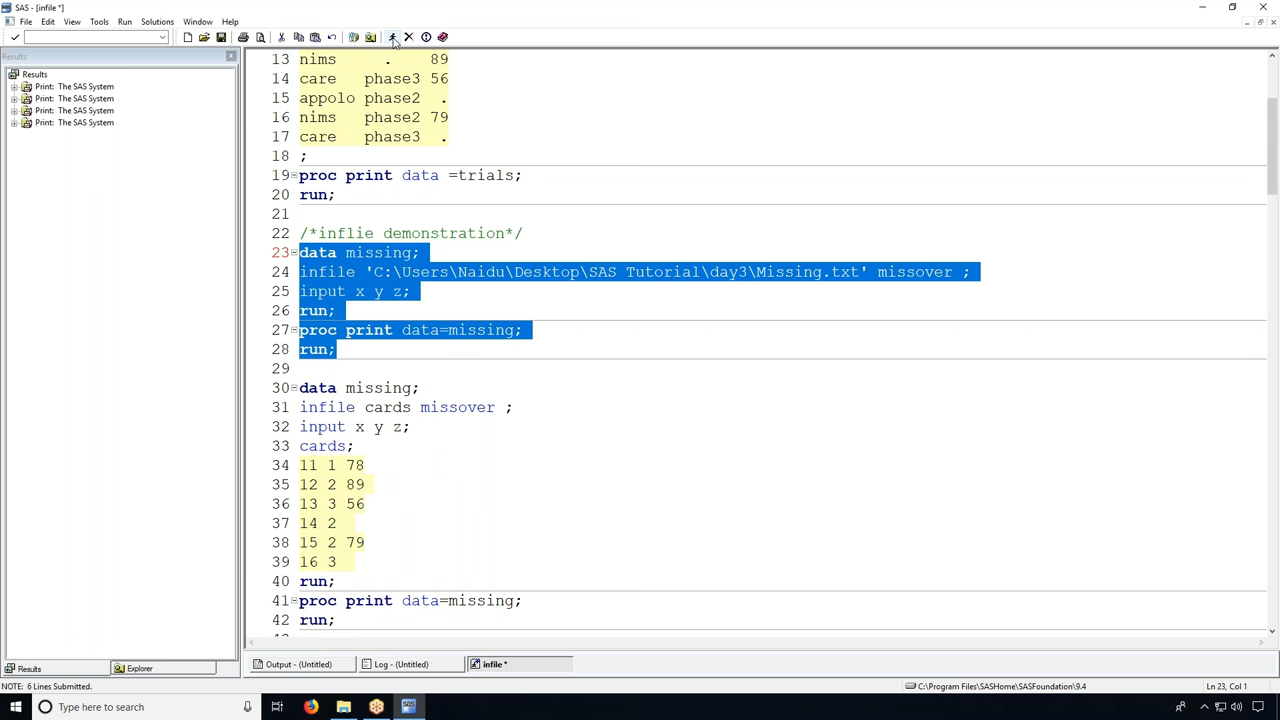 SAS - [infile *]
File Edit View Tools Run Solutions Window Help
Results
Results
Print: The SAS System
Print: The SAS System
Print: The SAS System
Print: The SAS System
13 nims . 89
14 care phase3 56
15 appolo phase2 .
16 nims phase2 79
17 care phase3 .
18 ;
19 proc print data =trials;
20 run;
21
22 /*inflie demonstration*/
23 data missing;
24 infile 'C:\Users\Naidu\Desktop\SAS Tutorial\day3\Missing.txt' missover ;
25 input x y z;
26 run;
27 proc print data=missing;
28 run;
29
30 data missing;
31 infile cards missover ;
32 input x y z;
33 cards;
34 11 1 78
35 12 2 89
36 13 3 56
37 14 2
38 15 2 79
39 16 3
40 run;
41 proc print data=missing;
42 run;
Results Explorer
Output - (Untitled) Log - (Untitled) infile *
NOTE: 6 Lines Submitted. C:\Program Files\SASHome\SASFoundation\9.4 Ln 23, Col 1
Type here to search